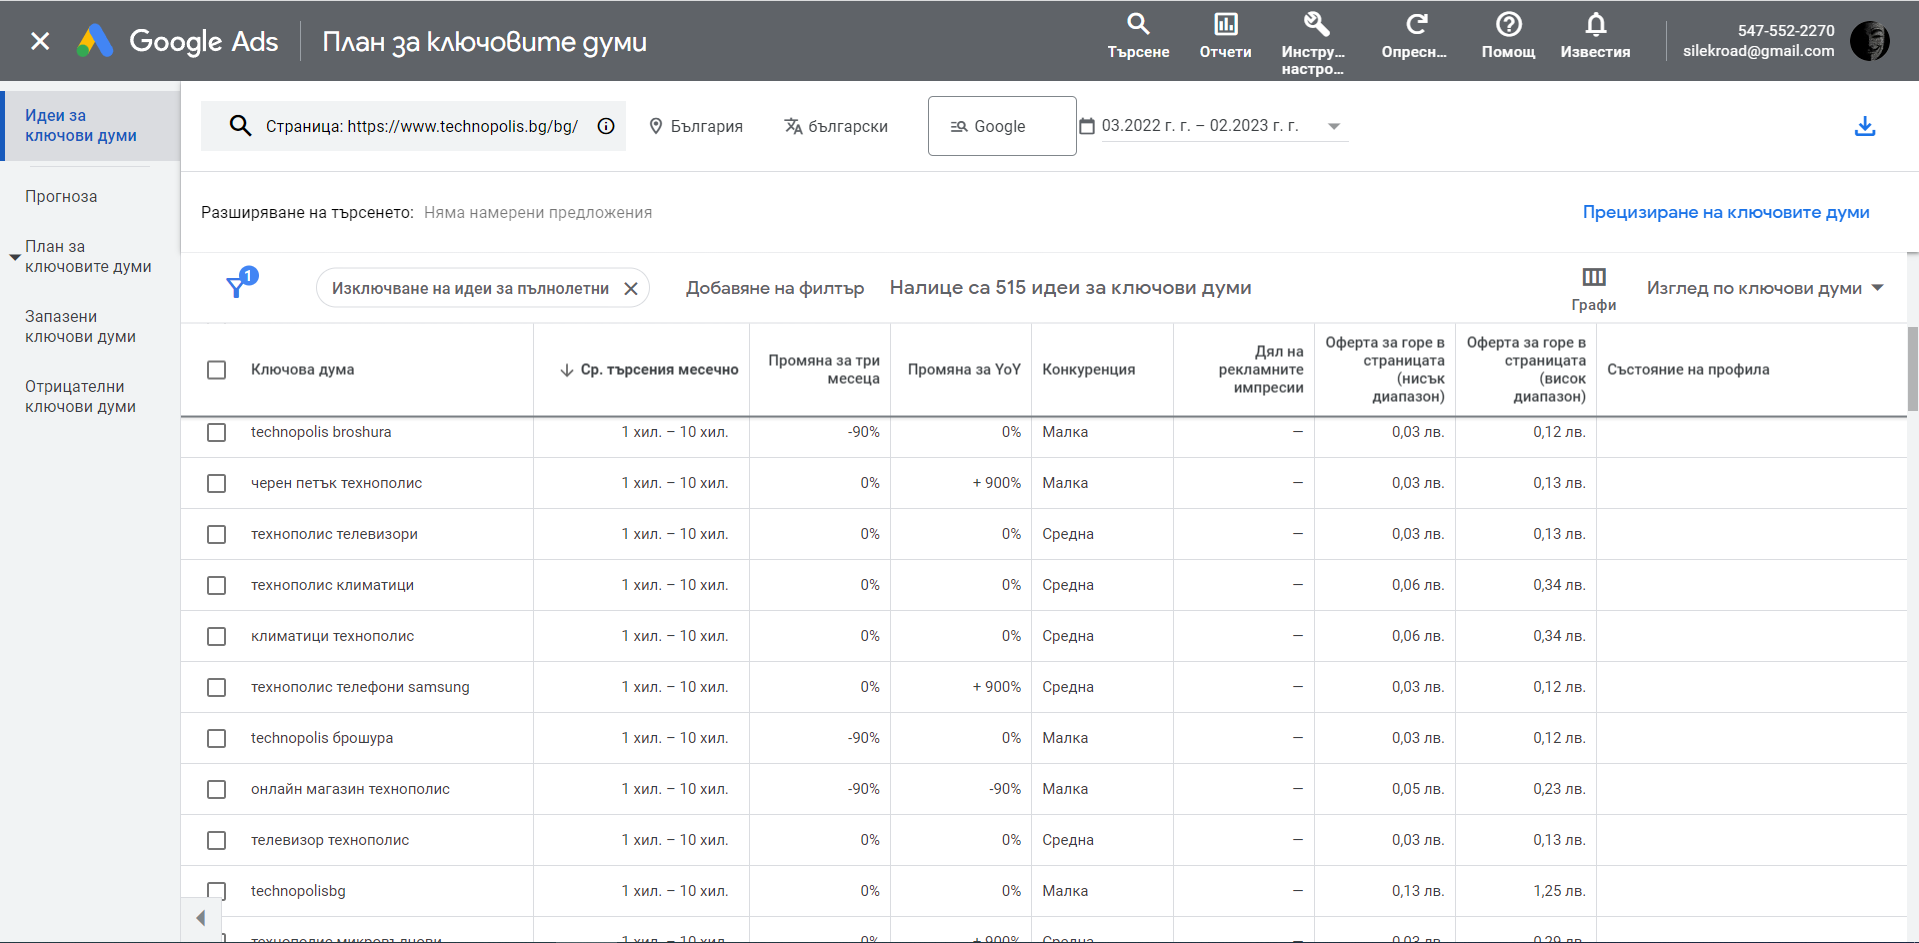 Google Ads План за ключовите думи
Търсене
Отчети
Инстру...
настро...
Опресн...
Помощ
Известия
547-552-2270
silekroad@gmail.com
Идеи за
ключови думи
Прогноза
План за
ключовите думи
Запазени
ключови думи
Отрицателни
ключови думи
Страница: https://www.technopolis.bg/bg/
България
български
Google
03.2022 г. г. – 02.2023 г. г.
Разширяване на търсенето: Няма намерени предложения
Прецизиране на ключовите думи
1
Изключване на идеи за пълнолетни
Добавяне на филтър
Налице са 515 идеи за ключови думи
Графи
Изглед по ключови думи
Ключова дума
Ср. търсения месечно
Промяна за три
месеца
Промяна за YoY
Конкуренция
Дял на
рекламните
импресии
Оферта за горе в
страницата
(нисък
диапазон)
Оферта за горе в
страницата
(висок
диапазон)
Състояние на профила
technopolis broshura 1 хил. – 10 хил. -90% 0% Малка — 0,03 лв. 0,12 лв.
черен петък технополис 1 хил. – 10 хил. 0% + 900% Малка — 0,03 лв. 0,13 лв.
технополис телевизори 1 хил. – 10 хил. 0% 0% Средна — 0,03 лв. 0,13 лв.
технополис климатици 1 хил. – 10 хил. 0% 0% Средна — 0,06 лв. 0,34 лв.
климатици технополис 1 хил. – 10 хил. 0% 0% Средна — 0,06 лв. 0,34 лв.
технополис телефони samsung 1 хил. – 10 хил. 0% + 900% Средна — 0,03 лв. 0,12 лв.
technopolis брошура 1 хил. – 10 хил. -90% 0% Малка — 0,03 лв. 0,12 лв.
онлайн магазин технополис 1 хил. – 10 хил. -90% -90% Малка — 0,05 лв. 0,23 лв.
телевизор технополис 1 хил. – 10 хил. 0% 0% Средна — 0,03 лв. 0,13 лв.
technopolisbg 1 хил. – 10 хил. 0% 0% Малка — 0,13 лв. 1,25 лв.
технополис микровълнови 1 хил. – 10 хил. 0% + 900% Средна 0,03 лв. 0,29 лв.